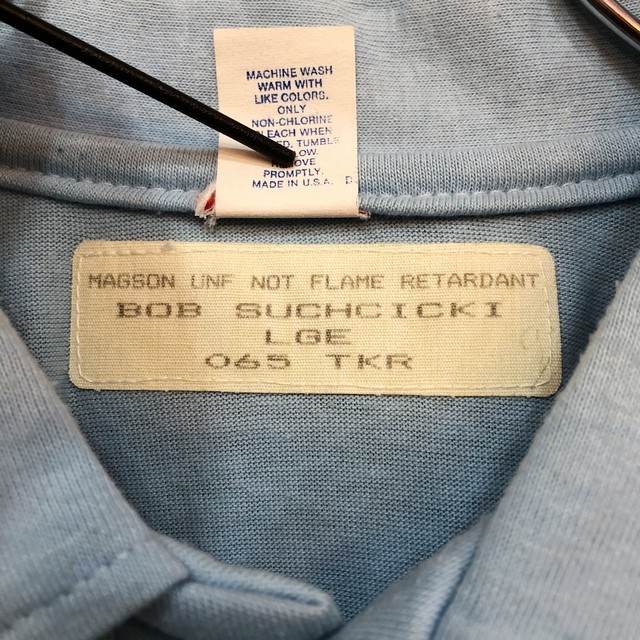 MACHINE WASH
WARM WITH
LIKE COLORS.
ONLY
NON-CHLORINE
WHEN
TUMBLE
PROMPTLY.
MADE IN U.S.A. D
MAGSON UNF NOT FLAME RETARDANT
BOB SUCHCICKI
LGE
065 TKR